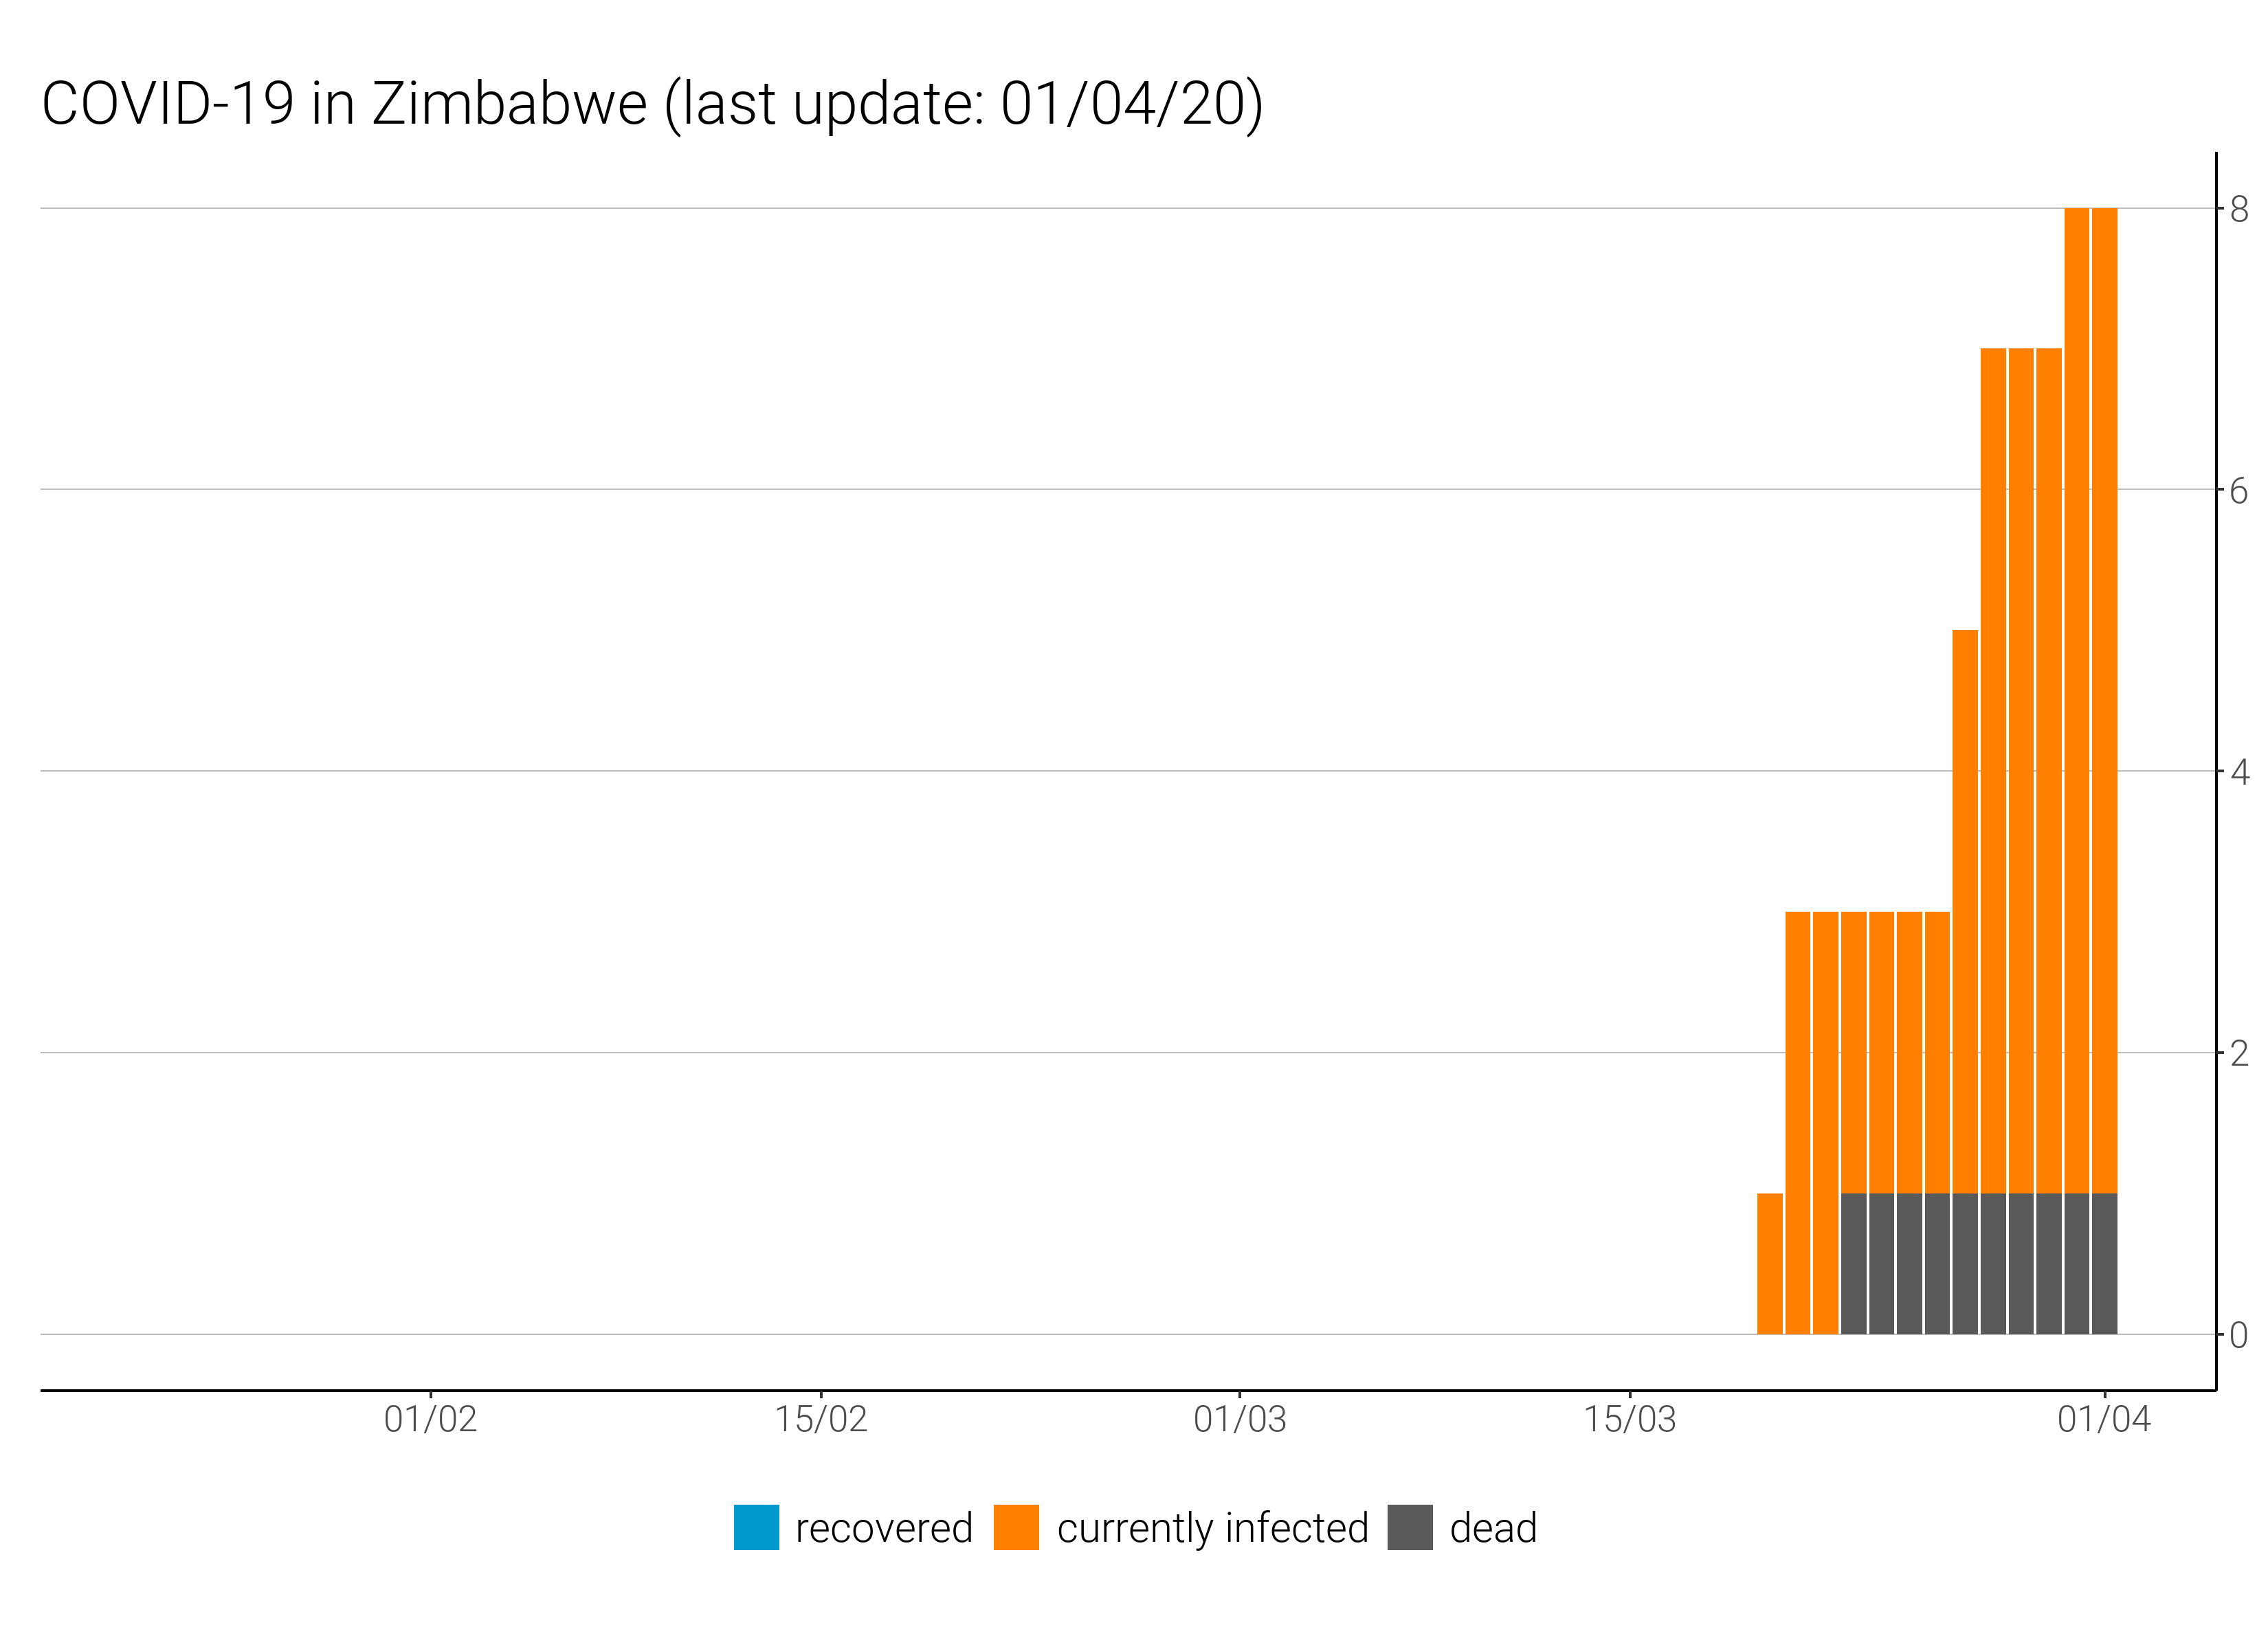 COVID-19 in Zimbabwe (last update: 01/04/20)
8
6
4
2
0
01/02 15/02 01/03 15/03 01/04
recovered currently infected dead